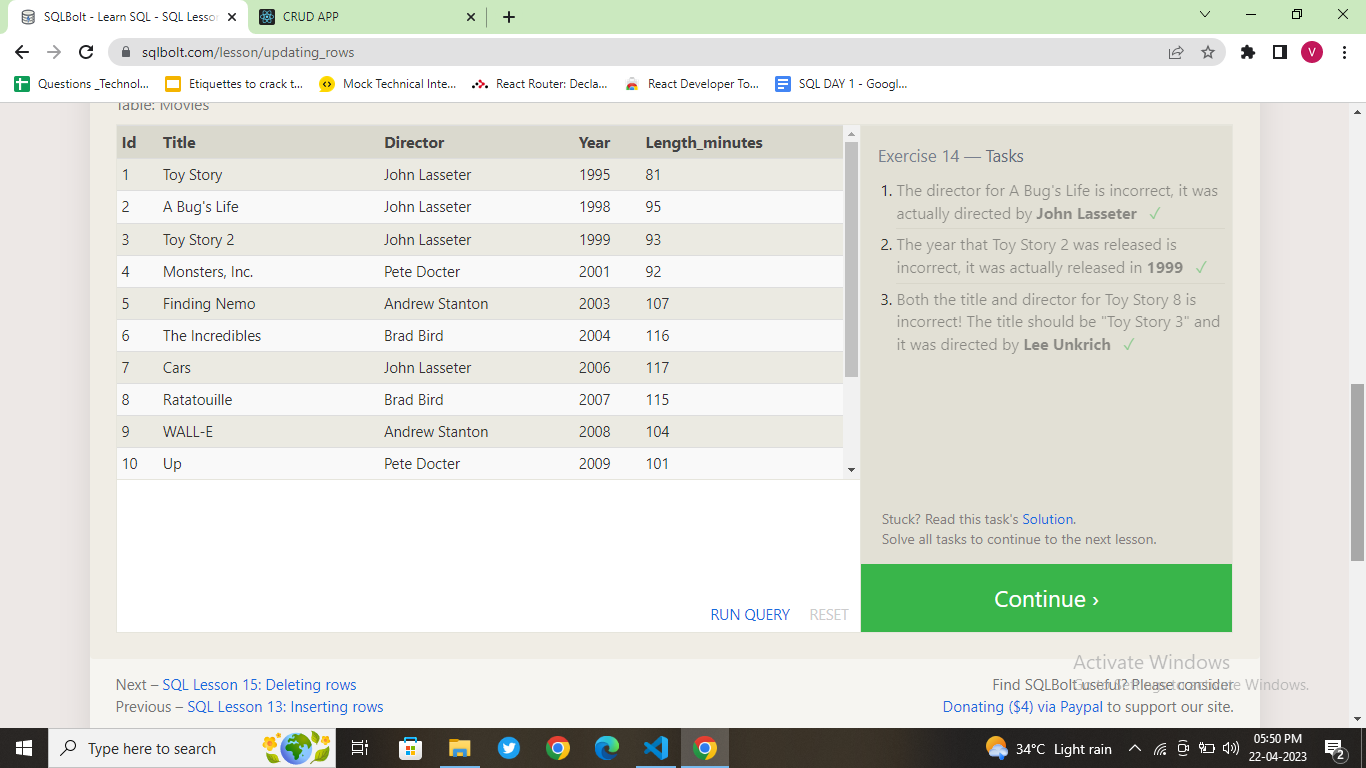 SQLBolt - Learn SQL - SQL Lesson
CRUD APP
sqlbolt.com/lesson/updating_rows
V
Questions _Technol...
Etiquettes to crack t...
Mock Technical Inte...
React Router: Decla...
React Developer To...
SQL DAY 1 - Googl...
Table: Movies
Id Title Director Year Length_minutes
1 Toy Story John Lasseter 1995 81
2 A Bug's Life John Lasseter 1998 95
3 Toy Story 2 John Lasseter 1999 93
4 Monsters, Inc. Pete Docter 2001 92
5 Finding Nemo Andrew Stanton 2003 107
6 The Incredibles Brad Bird 2004 116
7 Cars John Lasseter 2006 117
8 Ratatouille Brad Bird 2007 115
9 WALL-E Andrew Stanton 2008 104
10 Up Pete Docter 2009 101
RUN QUERY RESET
Exercise 14 — Tasks
1. The director for A Bug's Life is incorrect, it was
actually directed by John Lasseter ✓
2. The year that Toy Story 2 was released is
incorrect, it was actually released in 1999 ✓
3. Both the title and director for Toy Story 8 is
incorrect! The title should be "Toy Story 3" and
it was directed by Lee Unkrich ✓
Stuck? Read this task's Solution.
Solve all tasks to continue to the next lesson.
Continue ›
Next – SQL Lesson 15: Deleting rows
Previous – SQL Lesson 13: Inserting rows
Find SQLBolt useful? Please consider
Donating ($4) via Paypal to support our site.
Activate Windows
Go to Settings to activate Windows.
Type here to search
34°C Light rain
05:50 PM
22-04-2023
2